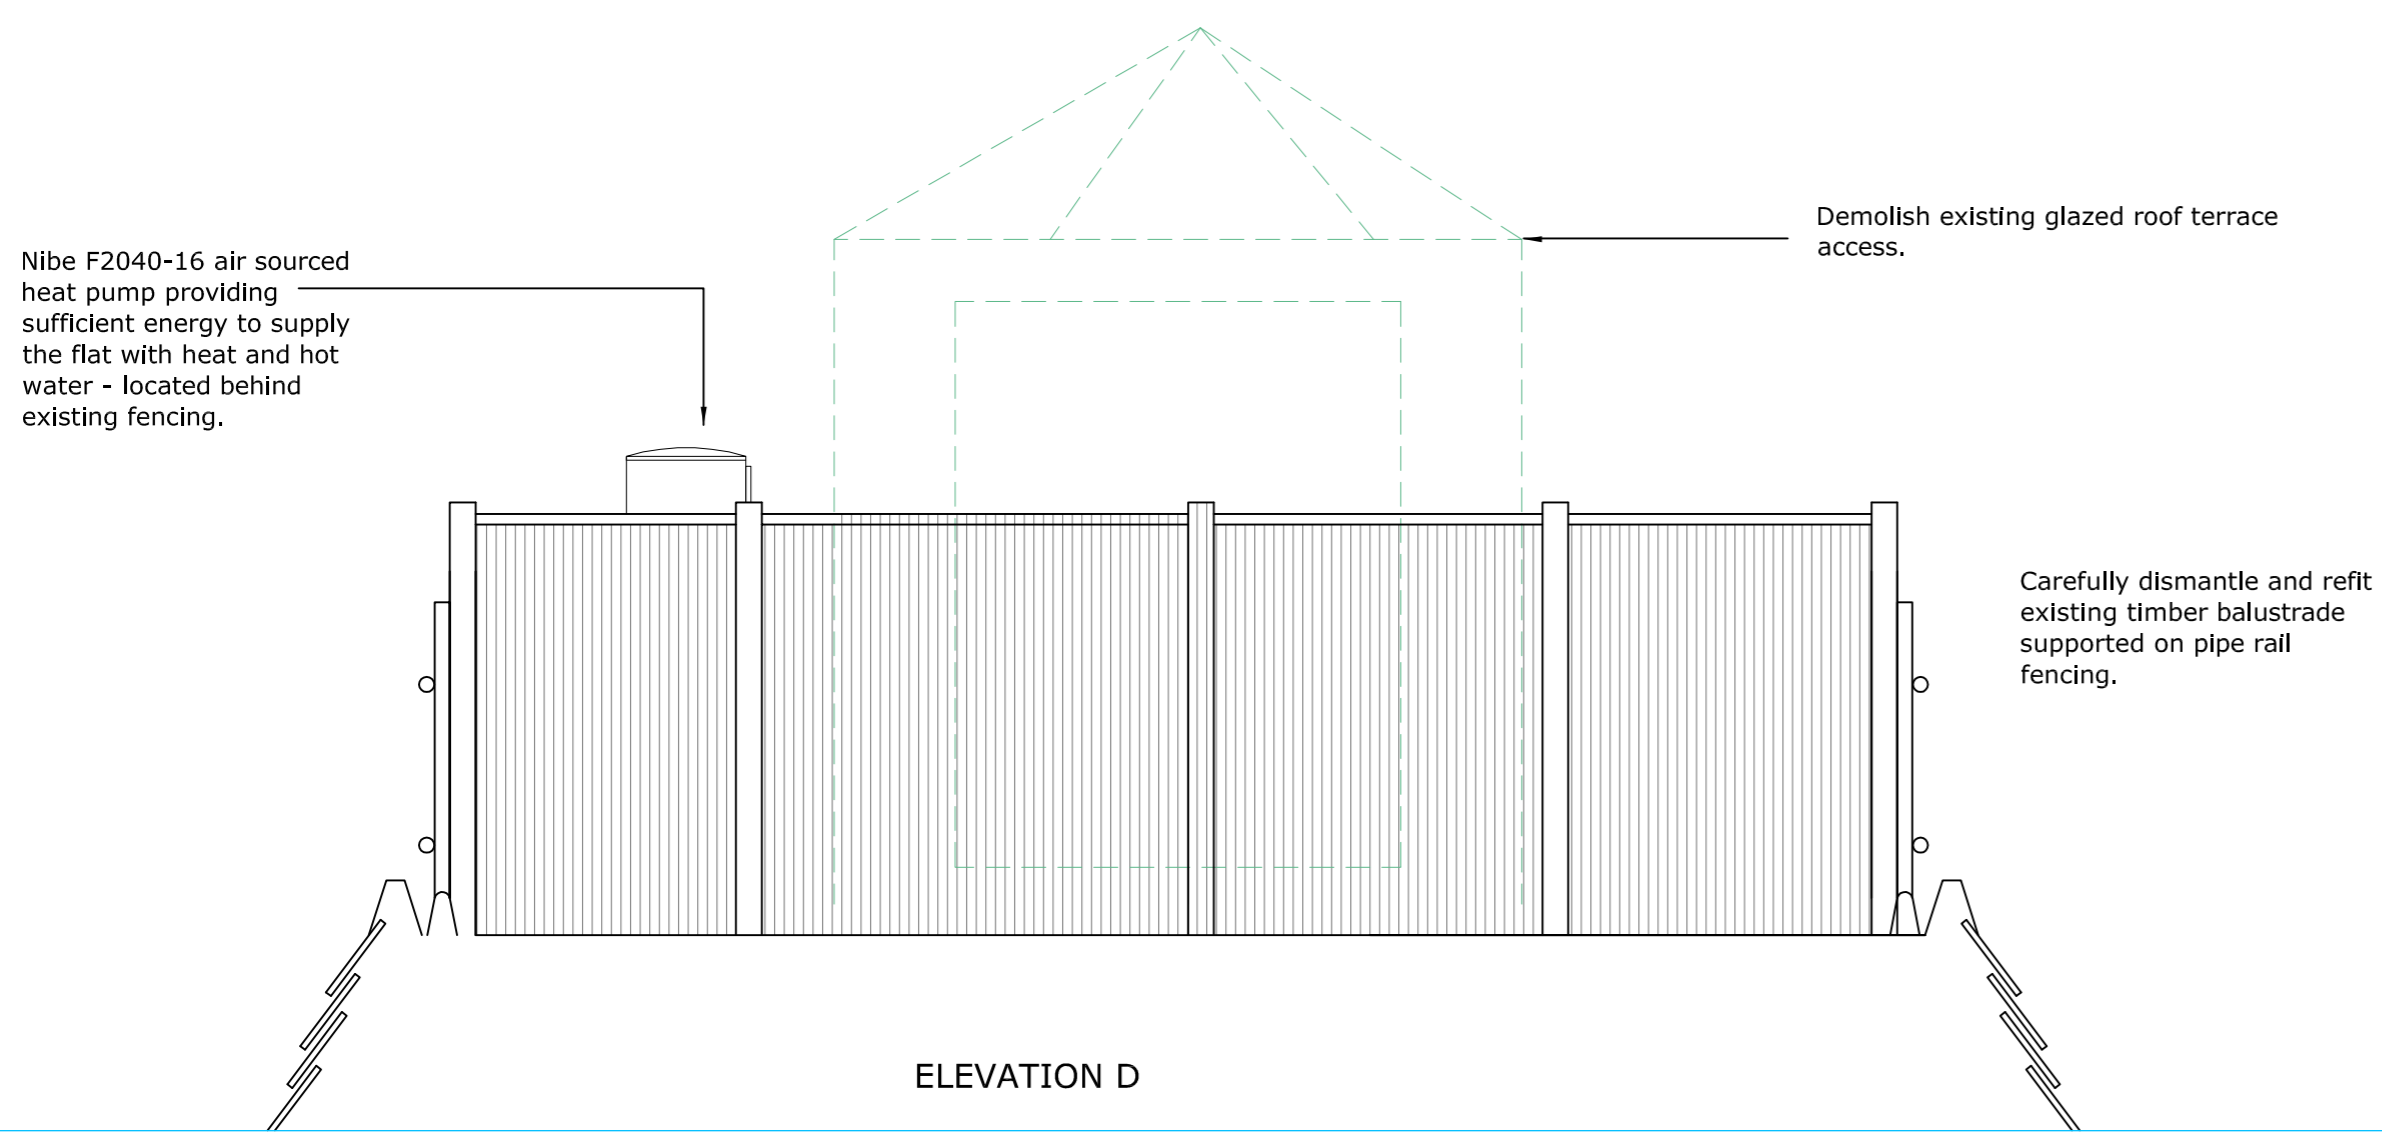 Nibe F2040-16 air sourced
heat pump providing
sufficient energy to supply
the flat with heat and hot
water - located behind
existing fencing.
Demolish existing glazed roof terrace
access.
Carefully dismantle and refit
existing timber balustrade
supported on pipe rail
fencing.
ELEVATION D